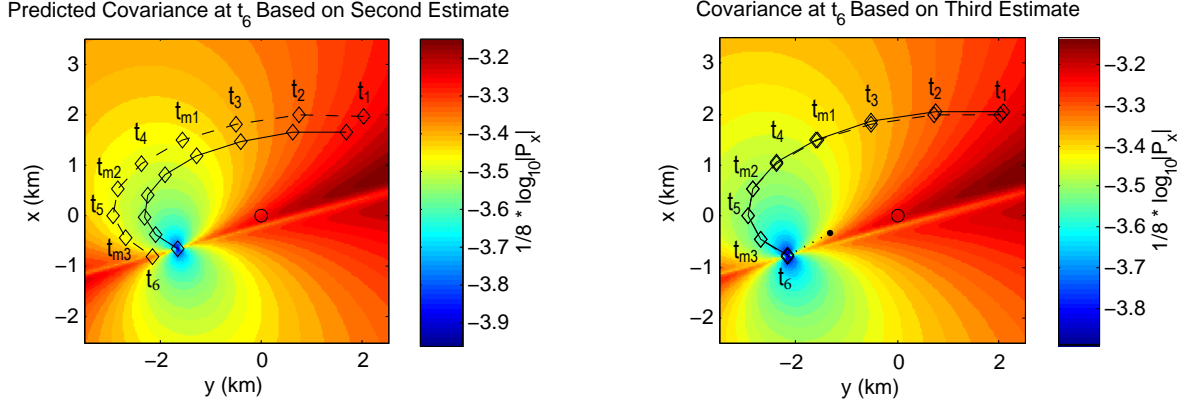 Predicted Covariance at t6 Based on Second Estimate
3
2
1
0
−1
−2
x (km)
−2 0 2
y (km)
t1
t2
t3
tm1
t4
tm2
t5
tm3
t6
−3.2
−3.3
−3.4
−3.5
−3.6
−3.7
−3.8
−3.9
1/8 * log10|Px|
Covariance at t6 Based on Third Estimate
3
2
1
0
−1
−2
x (km)
−2 0 2
y (km)
t1
t2
t3
tm1
t4
tm2
t5
tm3
t6
−3.2
−3.3
−3.4
−3.5
−3.6
−3.7
−3.8
1/8 * log10|Px|